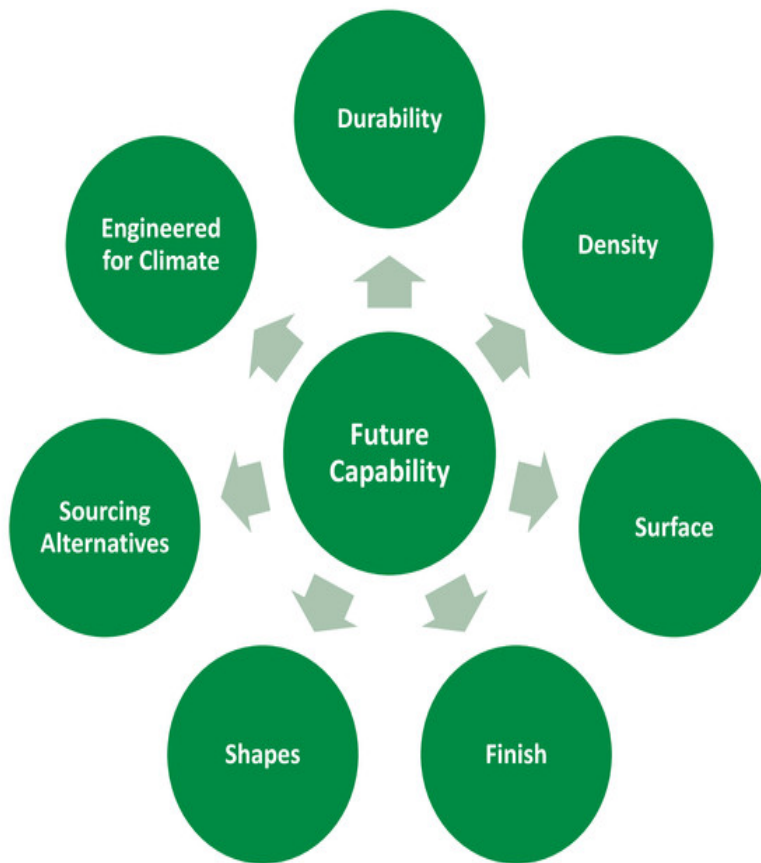 Durability
Engineered
for Climate
Density
Future
Capability
Sourcing
Alternatives
Surface
Shapes
Finish